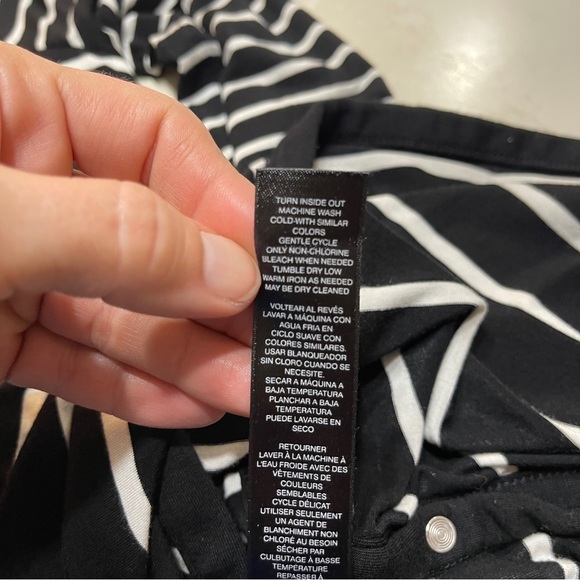 TURN INSIDE OUT
MACHINE WASH
COLD-WITH SIMILAR
COLORS
GENTLE CYCLE
ONLY NON-CHLORINE
BLEACH WHEN NEEDED
TUMBLE DRY LOW
WARM IRON AS NEEDED
MAY BE DRY CLEANED
VOLTEAR AL REVÉS
LAVAR A MÁQUINA CON
AGUA FRIA EN
CICLO SUAVE CON
COLORES SIMILARES.
USAR BLANQUEADOR
SIN CLORO CUANDO SE
NECESITE.
SECAR A MÁQUINA A
BAJA TEMPERATURA
PLANCHAR A BAJA
TEMPERATURA
PUEDE LAVARSE EN
SECO
RETOURNER
LAVER À LA MACHINE À
L'EAU FROIDE AVEC DES
VÊTEMENTS DE
COULEURS
SEMBLABLES
CYCLE DÉLICAT
UTILISER SEULEMENT
UN AGENT DE
BLANCHIMENT NON
CHLORÉ AU BESOIN
SÉCHER PAR
CULBUTAGE À BASSE
TEMPÉRATURE
REPASSER À